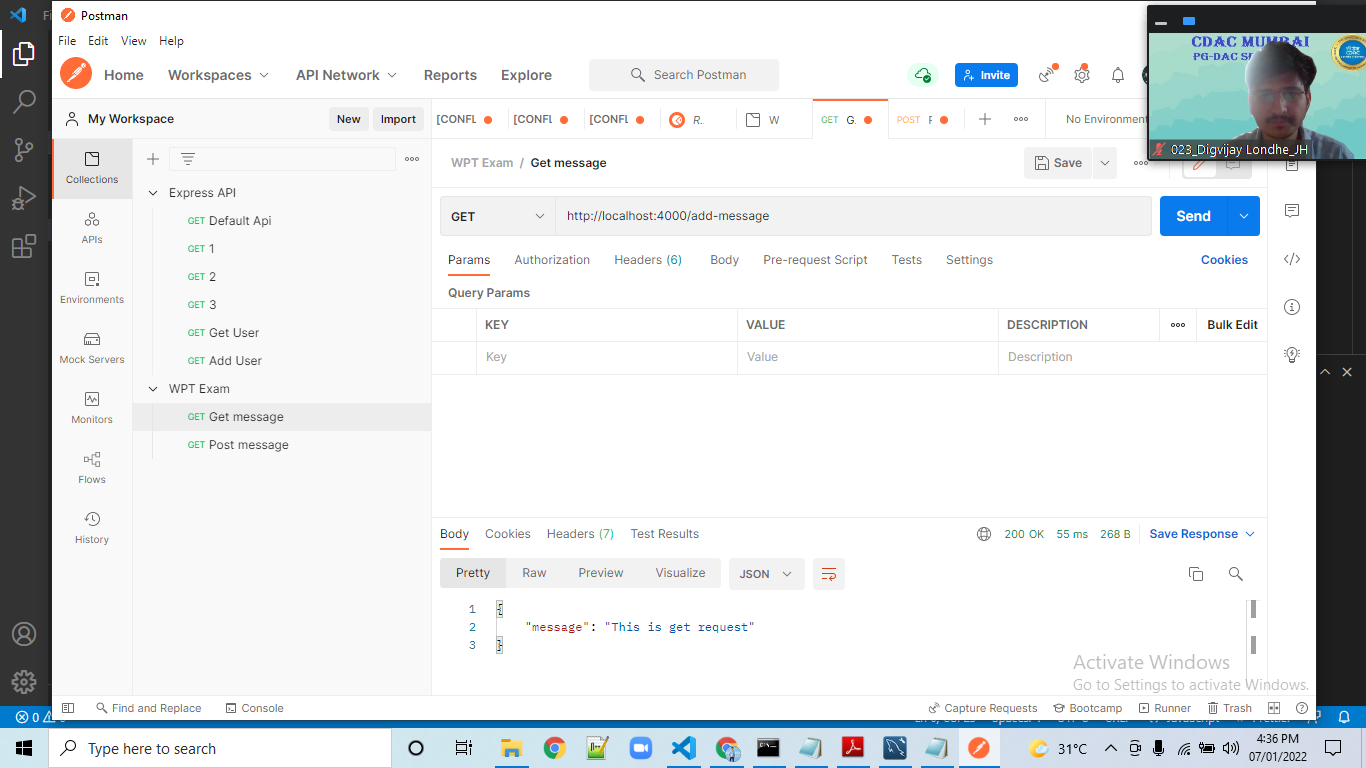 Postman
File Edit View Help
Home Workspaces API Network Reports Explore Search Postman Invite
CDAC MUMBAI
023_Digvijay Londhe_JH
My Workspace New Import
[CONFL [CONFL [CONFL R. W GET G. POST No Environment
Collections
APIs
Environments
Mock Servers
Monitors
Flows
History
Express API
GET Default Api
GET 1
GET 2
GET 3
GET Get User
GET Add User
WPT Exam
GET Get message
GET Post message
WPT Exam / Get message Save
GET http://localhost:4000/add-message Send
Params Authorization Headers (6) Body Pre-request Script Tests Settings Cookies
Query Params
KEY VALUE DESCRIPTION Bulk Edit
Key Value Description
Body Cookies Headers (7) Test Results 200 OK 55 ms 268 B Save Response
Pretty Raw Preview Visualize JSON
1 {
2 "message": "This is get request"
3 }
Activate Windows
Go to Settings to activate Windows.
Find and Replace Console Capture Requests Bootcamp Runner Trash
0
Type here to search 31°C 4:36 PM
07/01/2022